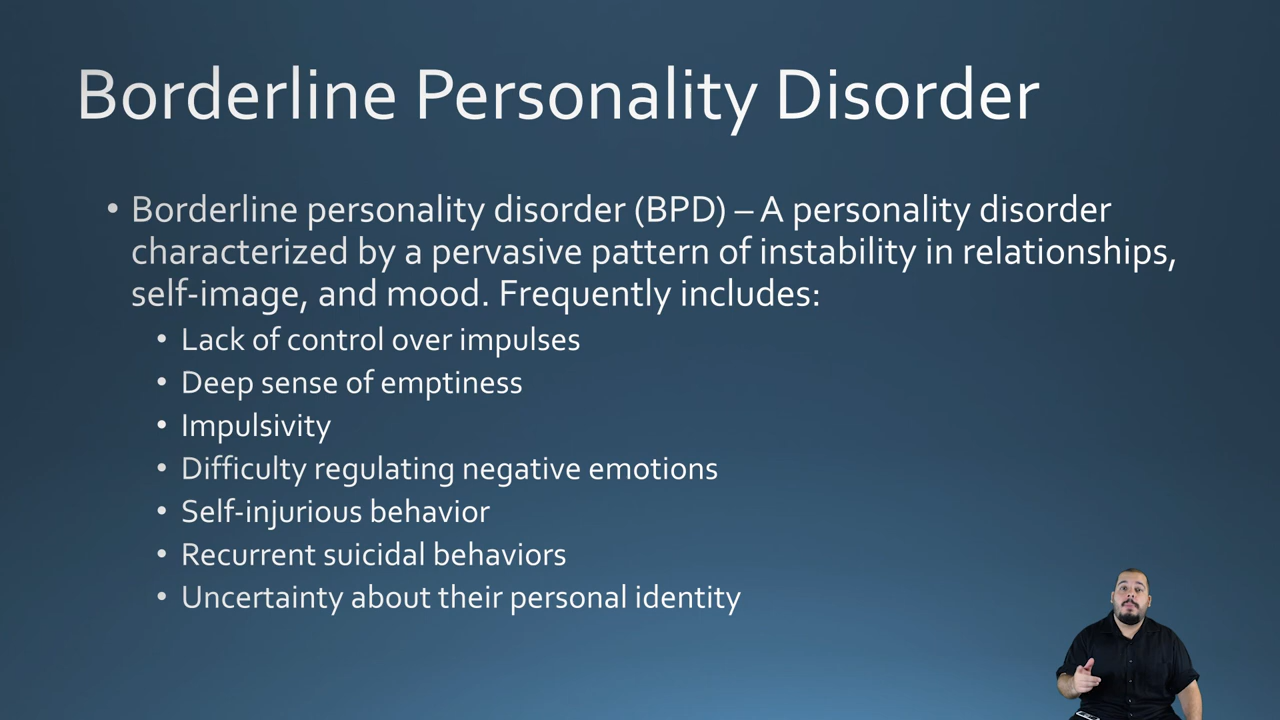 Borderline Personality Disorder
• Borderline personality disorder (BPD) – A personality disorder
characterized by a pervasive pattern of instability in relationships,
self-image, and mood. Frequently includes:
• Lack of control over impulses
• Deep sense of emptiness
• Impulsivity
• Difficulty regulating negative emotions
• Self-injurious behavior
• Recurrent suicidal behaviors
• Uncertainty about their personal identity